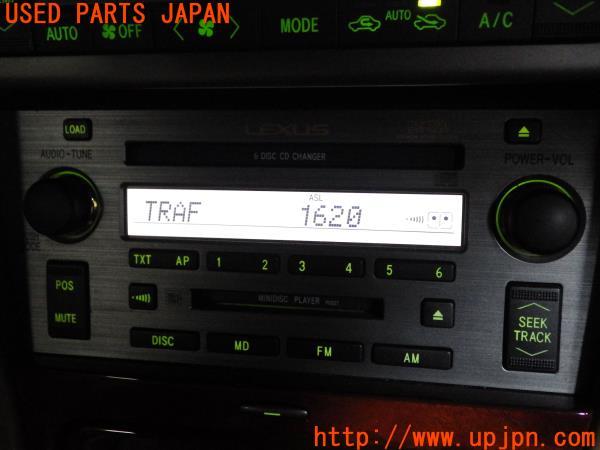 USED PARTS JAPAN
AUTO OFF MODE AUTO A/C
LOAD
AUDIO-TUNE
LEXUS
6 DISC CD CHANGER
POWER-VOL
ASL
TRAF 1620
MODE
TXT AP 1 2 3 4 5 6
POS
MUTE
MINIDISC PLAYER
SEEK
TRACK
DISC MD FM AM
http://www.upjpn.com/